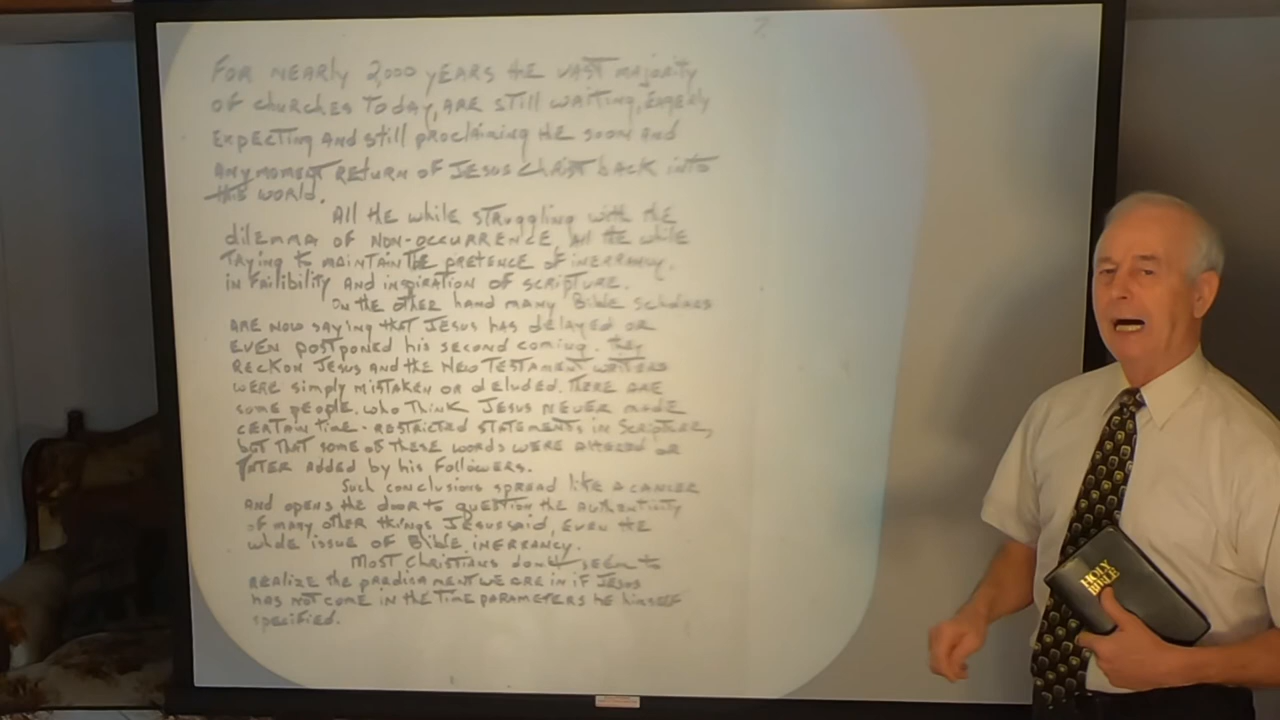 2
FOR NEARLY 2,000 YEARS the VAST MAJORITY
OF churches Today, ARE still waiting, EAGERLY
EXPECTING AND still proclaiming the soon AND
ANY MOMENT RETURN OF JESUS CHRIST back into
this world.
All the while struggling with the
dilemma OF NON-OCCURRENCE, All the while
TRYING to MAINTAIN THE PRETENCE OF INERRANCY.
INFAILIBILITY AND INSPIRATION OF SCRIPTURE.
ON the other hand many Bible Scholars
ARE NOW saying that JESUS has delayed or
EVEN postponed his second coming. they
RECKON JESUS AND the NEW TESTAMENT WRITERS
WERE simply MISTAKEN OR deluded. THERE ARE
some people, who THINK JESUS NEVER made
CERTAIN time-RESTRICTED STATEMENTS in Scripture,
but THAT some of THESE words WERE ALTERED or
later added by his Followers.
Such conclusions spread like a CANCER
AND opens the door to question the AUTHENTICITY
of many other things JESUS said, EVEN the
whole issue OF Bible INERRANCY.
MOST Christians don't seem to
REALIZE the predicament WE ARE in if JESUS
has not come in the Time parameters he himself
specified.
HOLY
BIBLE